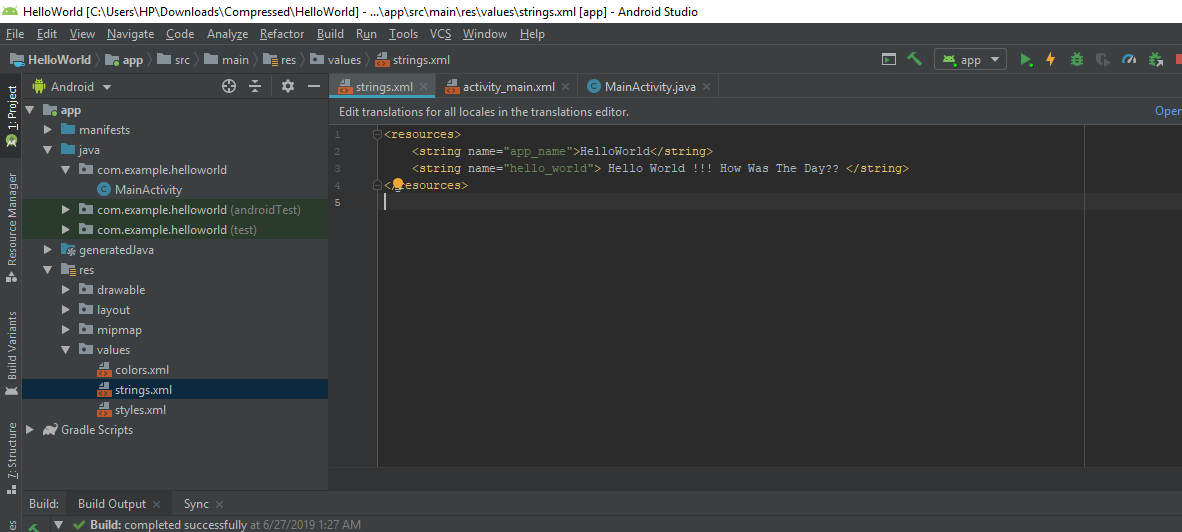 HelloWorld [C:\Users\HP\Downloads\Compressed\HelloWorld] - ...\app\src\main\res\values\strings.xml [app] - Android Studio
File Edit View Navigate Code Analyze Refactor Build Run Tools VCS Window Help
HelloWorld app src main res values strings.xml app
Android
strings.xml activity_main.xml MainActivity.java
Edit translations for all locales in the translations editor. Oper
1: Project
Resource Manager
Build Variants
7: Structure
es
app
manifests
java
com.example.helloworld
MainActivity
com.example.helloworld (androidTest)
com.example.helloworld (test)
generatedJava
res
drawable
layout
mipmap
values
colors.xml
strings.xml
styles.xml
Gradle Scripts
1 <resources>
2 <string name="app_name">HelloWorld</string>
3 <string name="hello_world"> Hello World !!! How Was The Day?? </string>
4 </resources>
5
Build: Build Output Sync
Build: completed successfully at 6/27/2019 1:27 AM